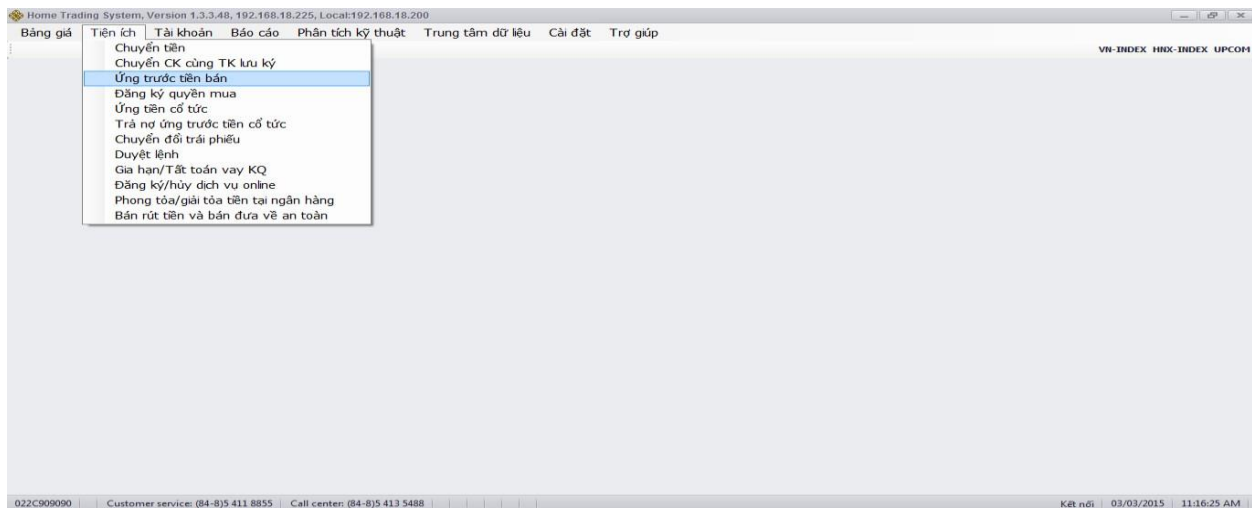 Home Trading System, Version 1.3.3.48, 192.168.18.225, Local:192.168.18.200
Bảng giá Tiện ích Tài khoản Báo cáo Phân tích kỹ thuật Trung tâm dữ liệu Cài đặt Trợ giúp
VN-INDEX HNX-INDEX UPCOM
Chuyển tiền
Chuyển CK cùng TK lưu ký
Ứng trước tiền bán
Đăng ký quyền mua
Ứng tiền cổ tức
Trả nợ ứng trước tiền cổ tức
Chuyển đổi trái phiếu
Duyệt lệnh
Gia hạn/Tất toán vay KQ
Đăng ký/hủy dịch vụ online
Phong tỏa/giải tỏa tiền tại ngân hàng
Bán rút tiền và bán đưa về an toàn
022C909090 Customer service: (84-8)5 411 8855 Call center: (84-8)5 413 5488 Kết nối 03/03/2015 11:16:25 AM